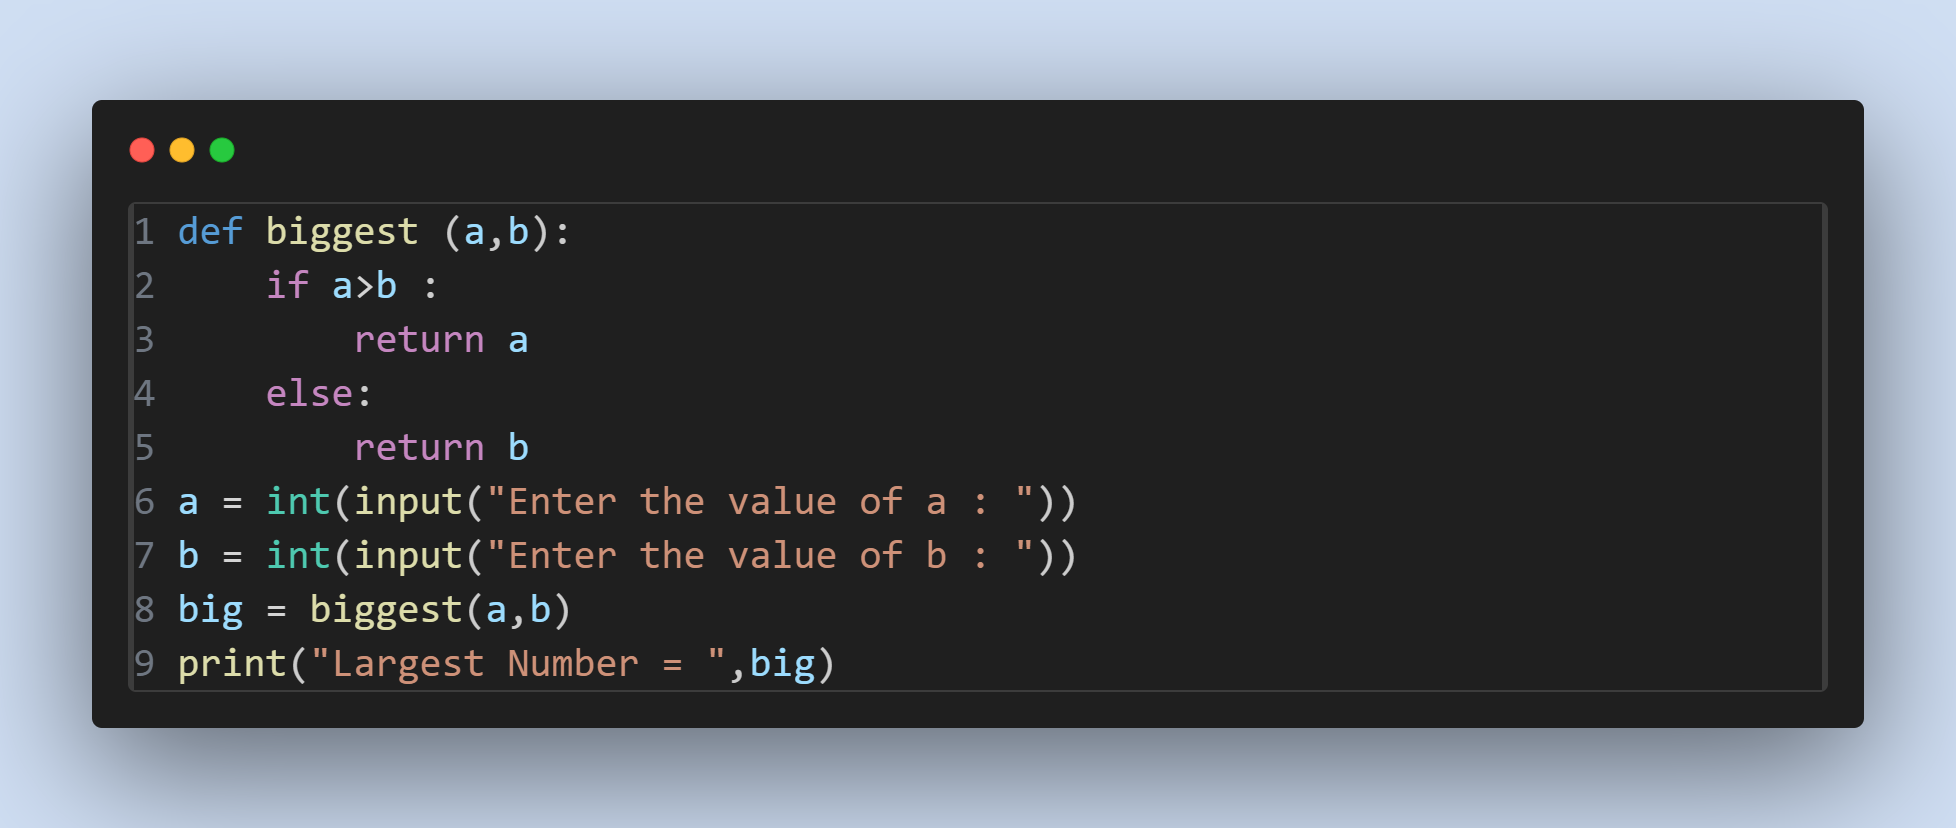 1 def biggest (a,b):
2     if a>b :
3         return a
4     else:
5         return b
6 a = int(input("Enter the value of a : "))
7 b = int(input("Enter the value of b : "))
8 big = biggest(a,b)
9 print("Largest Number = ",big)